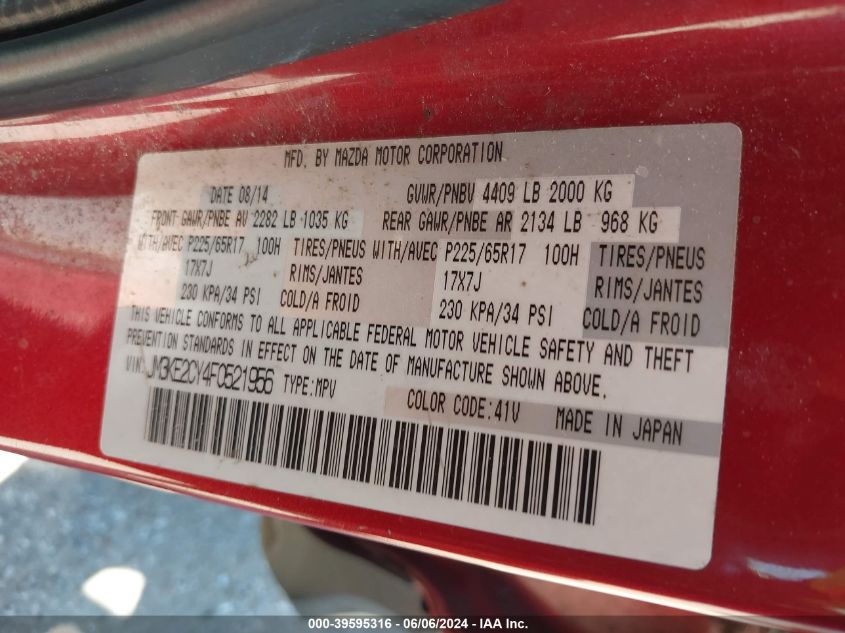 MFD. BY MAZDA MOTOR CORPORATION
DATE 08/14 GVWR/PNBV 4409 LB 2000 KG
FRONT GAWR/PNBE AV 2282 LB 1035 KG REAR GAWR/PNBE AR 2134 LB 968 KG
WITH/AVEC P225/65R17 100H TIRES/PNEUS WITH/AVEC P225/65R17 100H TIRES/PNEUS
17X7J RIMS/JANTES 17X7J RIMS/JANTES
230 KPA/34 PSI COLD/A FROID 230 KPA/34 PSI COLD/A FROID
THIS VEHICLE CONFORMS TO ALL APPLICABLE FEDERAL MOTOR VEHICLE SAFETY AND THEFT
PREVENTION STANDARDS IN EFFECT ON THE DATE OF MANUFACTURE SHOWN ABOVE.
VIN: JM3KE2CY4F0521956 TYPE:MPV COLOR CODE:41V MADE IN JAPAN
000-39595316 - 06/06/2024 - IAA Inc.